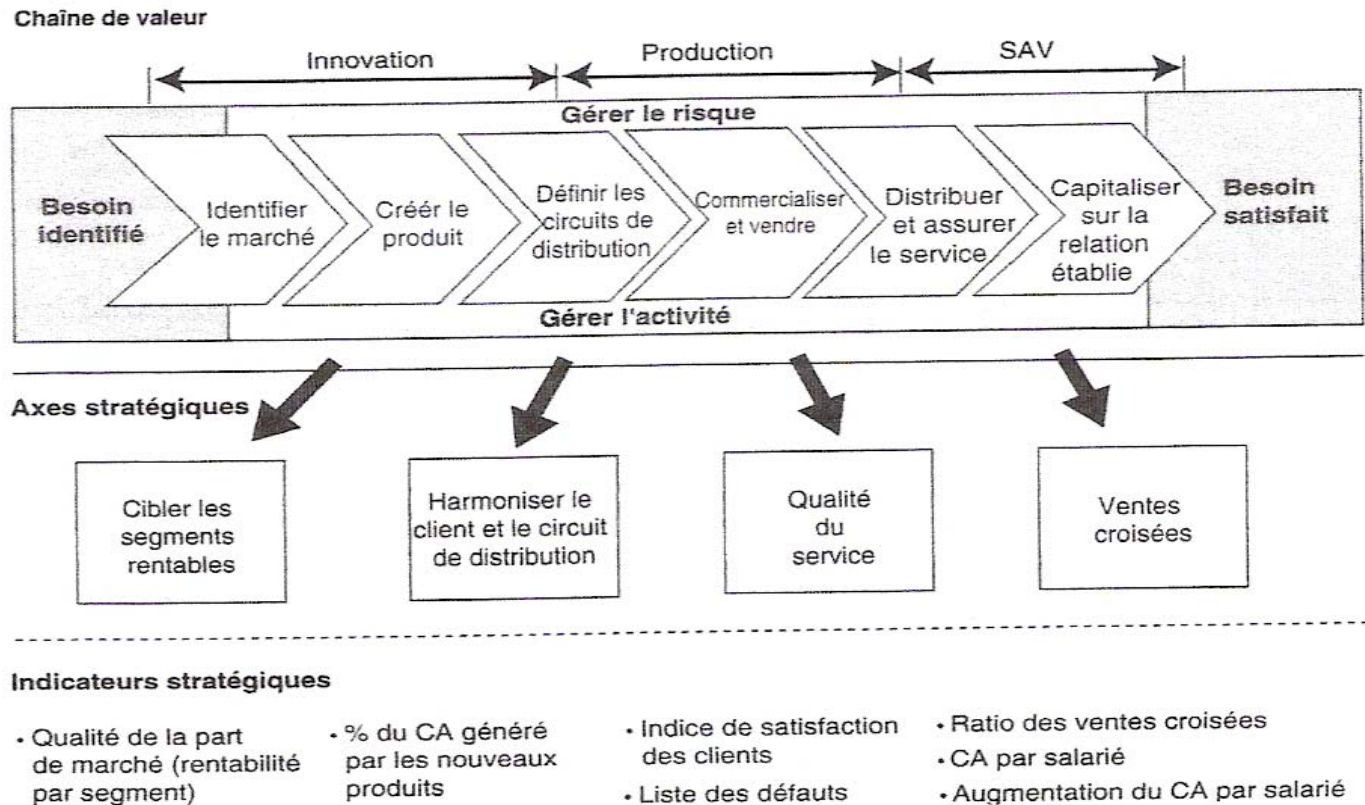 Chaîne de valeur
Innovation
Production
SAV
Gérer le risque
Besoin
identifié
Identifier
le marché
Créér le
produit
Définir les
circuits de
distribution
Commercialiser
et vendre
Distribuer
et assurer
le service
Capitaliser
sur la
relation
établie
Besoin
satisfait
Gérer l'activité
Axes stratégiques
Cibler les
segments
rentables
Harmoniser le
client et le circuit
de distribution
Qualité
du
service
Ventes
croisées
Indicateurs stratégiques
• Qualité de la part
de marché (rentabilité
par segment)
• % du CA généré
par les nouveaux
produits
• Indice de satisfaction
des clients
• Liste des défauts
• Ratio des ventes croisées
• CA par salarié
• Augmentation du CA par salarié